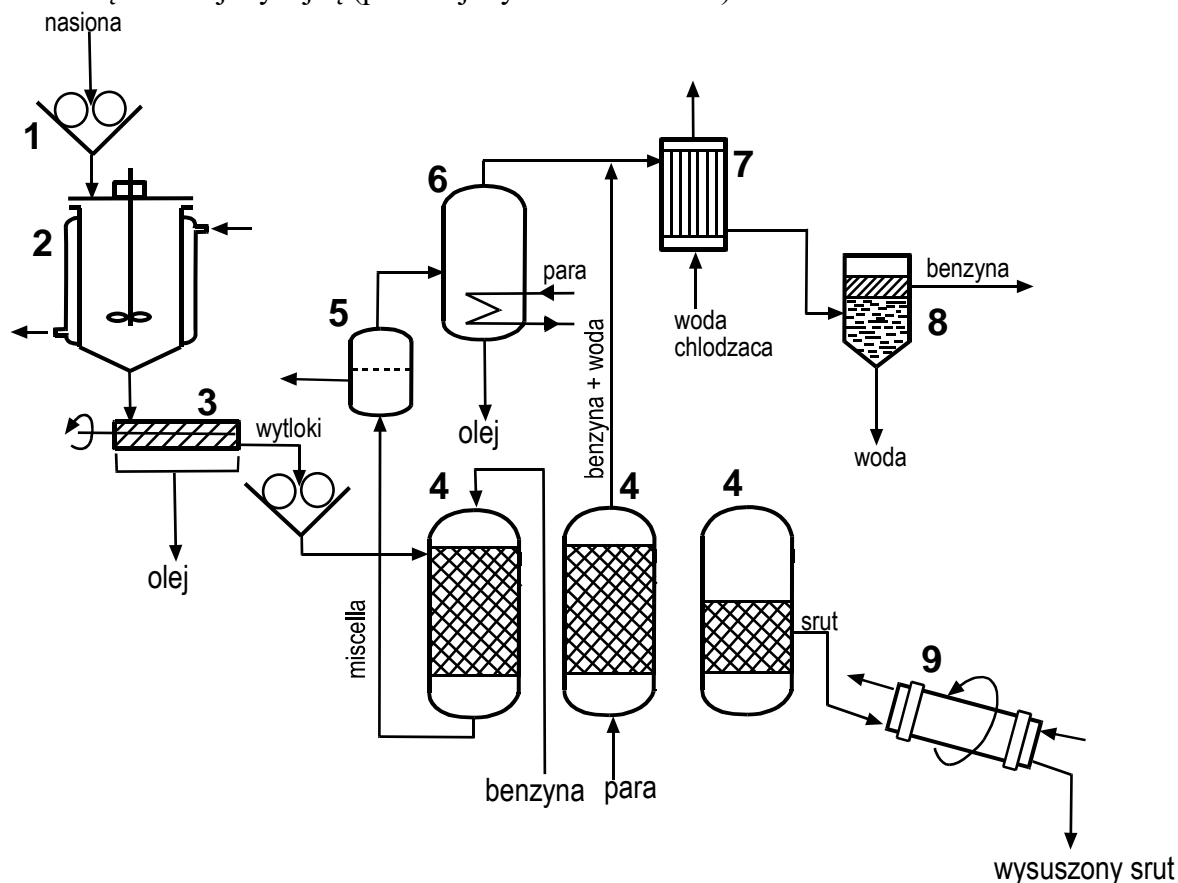 nasiona
1
2
3
wytloki
olej
6
para
5
olej
7
woda
chlodzaca
benzyna
8
woda
benzyna + woda
miscella
4
4
4
srut
9
benzyna
para
wysuszony srut